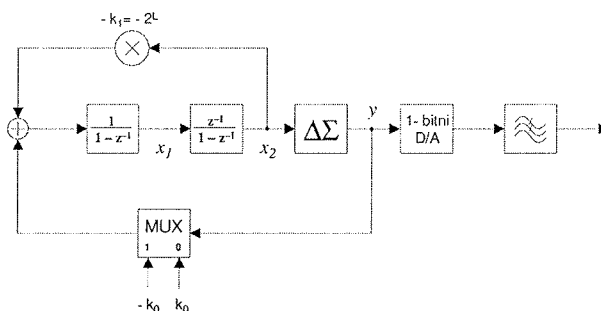 - k₁= - 2ᴸ
1
1 - z⁻¹
x₁
z⁻¹
1 - z⁻¹
x₂
ΔΣ
y
1- bitni
D/A
MUX
1 0
- k₀ k₀